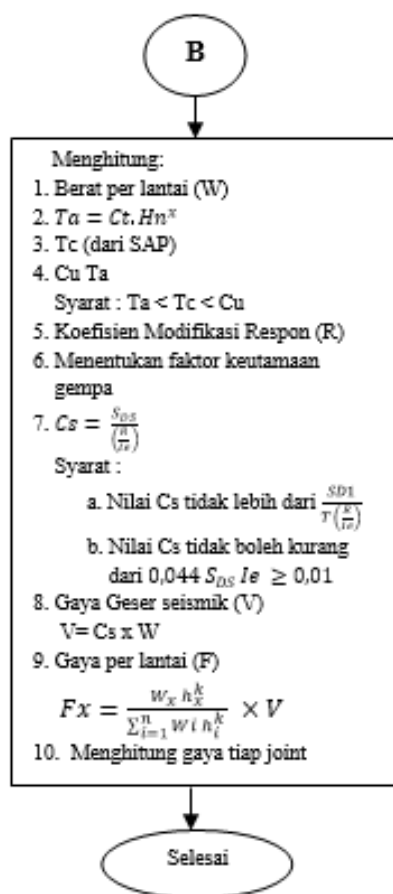 B
Menghitung:
1. Berat per lantai (W)
2. Ta = Ct.Hnˣ
3. Tc (dari SAP)
4. Cu Ta
Syarat : Ta < Tc < Cu
5. Koefisien Modifikasi Respon (R)
6. Menentukan faktor keutamaan
gempa
7. Cs = S_DS / (R/Ie)
Syarat :
a. Nilai Cs tidak lebih dari SD1 / T(R/Ie)
b. Nilai Cs tidak boleh kurang
dari 0,044 S_DS Ie ≥ 0,01
8. Gaya Geser seismik (V)
V= Cs x W
9. Gaya per lantai (F)
Fx = W_x h_x^k / ∑_{i=1}^n Wi h_i^k × V
10. Menghitung gaya tiap joint
Selesai